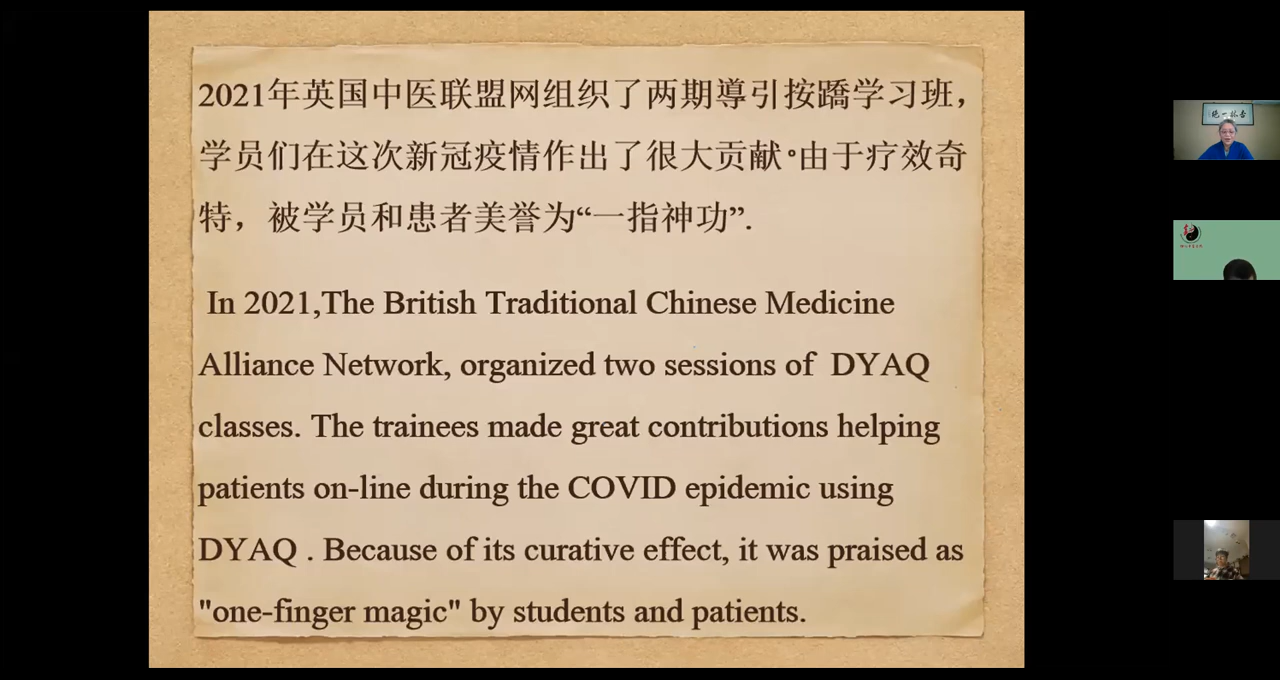 2021年英国中医联盟网组织了两期導引按蹻学习班，
学员们在这次新冠疫情作出了很大贡献。由于疗效奇
特，被学员和患者美誉为“一指神功”.
In 2021,The British Traditional Chinese Medicine
Alliance Network, organized two sessions of DYAQ
classes. The trainees made great contributions helping
patients on-line during the COVID epidemic using
DYAQ . Because of its curative effect, it was praised as
"one-finger magic" by students and patients.